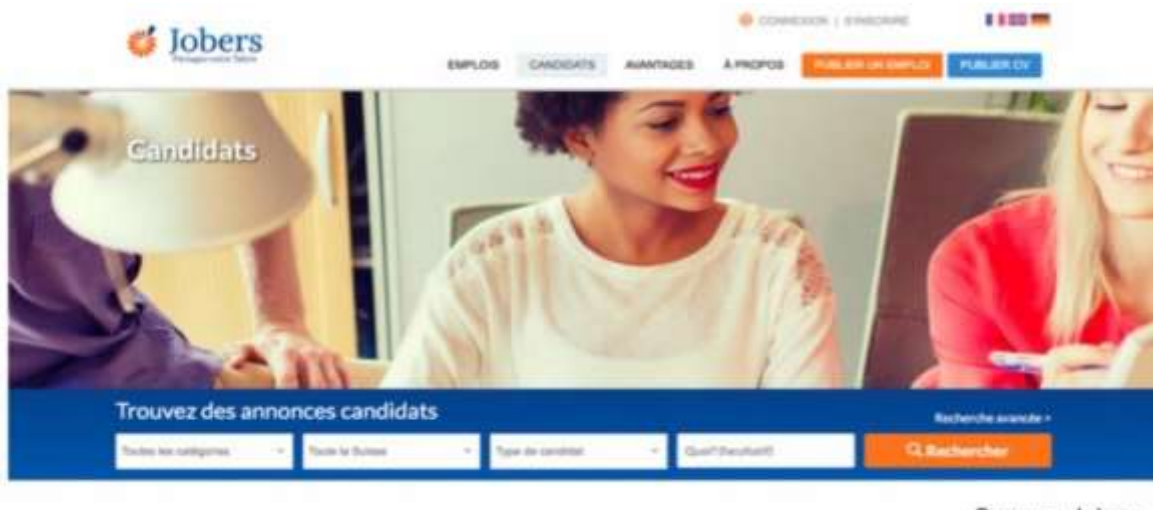 Jobers
CONNEXION | S'INSCRIRE
EMPLOIS CANDIDATS AVANTAGES À PROPOS PUBLIER UN EMPLOI PUBLIER CV
Candidats
Trouvez des annonces candidats
Recherche avancée >
Toutes les catégories Toute la Suisse Type de candidat Quoi? (facultatif) Rechercher